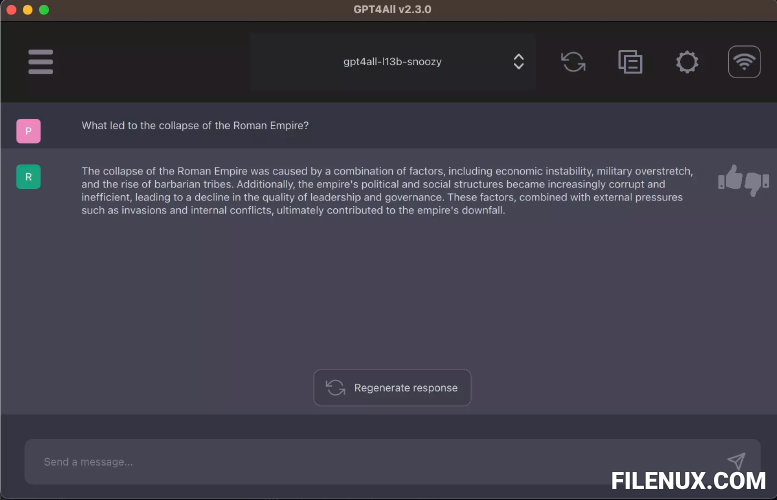 GPT4All v2.3.0
gpt4all-l13b-snoozy
P
What led to the collapse of the Roman Empire?
R
The collapse of the Roman Empire was caused by a combination of factors, including economic instability, military overstretch,
and the rise of barbarian tribes. Additionally, the empire's political and social structures became increasingly corrupt and
inefficient, leading to a decline in the quality of leadership and governance. These factors, combined with external pressures
such as invasions and internal conflicts, ultimately contributed to the empire's downfall.
Regenerate response
Send a message...
FILENUX.COM